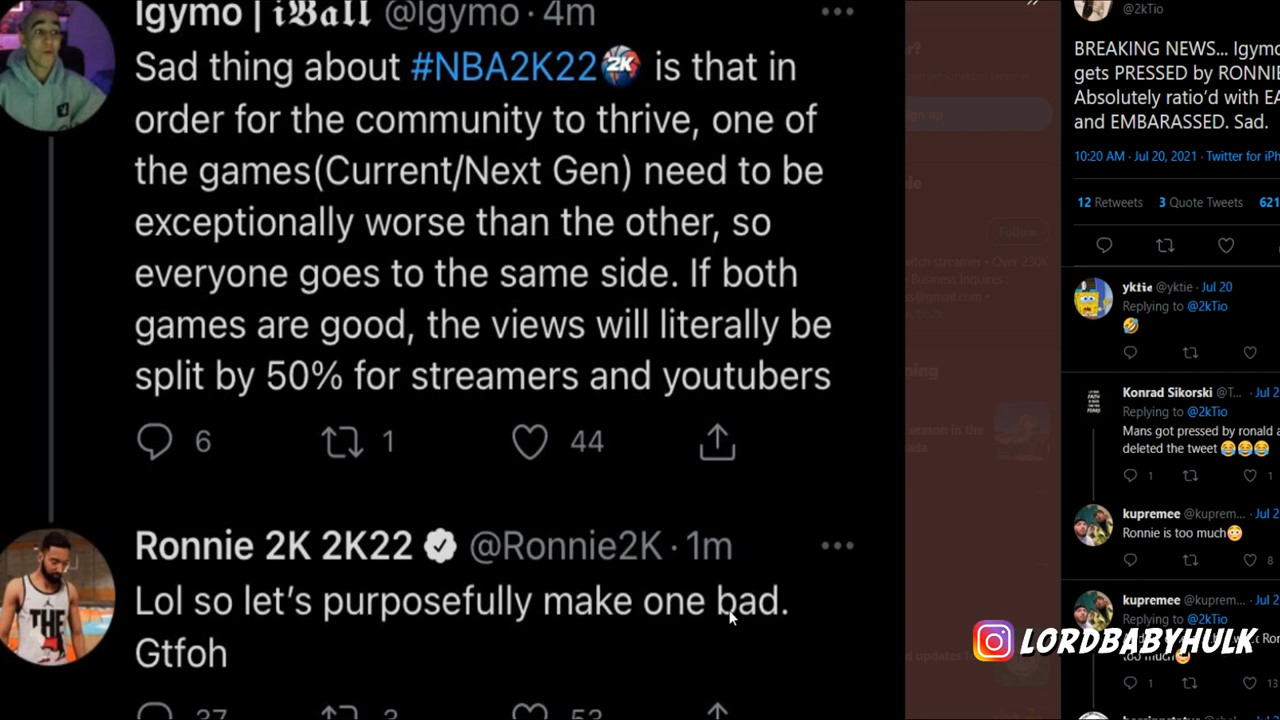 Igymo | iBall @Igymo · 4m
Sad thing about #NBA2K22 is that in
order for the community to thrive, one of
the games(Current/Next Gen) need to be
exceptionally worse than the other, so
everyone goes to the same side. If both
games are good, the views will literally be
split by 50% for streamers and youtubers
6 1 44
Ronnie 2K 2K22 @Ronnie2K · 1m
Lol so let's purposefully make one bad.
Gtfoh
37 3 53
Follow
@2kTio
BREAKING NEWS... Igymo
gets PRESSED by RONNIE
Absolutely ratio'd with EA
and EMBARASSED. Sad.
10:20 AM · Jul 20, 2021 · Twitter for iPh
12 Retweets 3 Quote Tweets 621
yktie @yktie · Jul 20
Replying to @2kTio
🤣
Konrad Sikorski @T... · Jul 2
Replying to @2kTio
Mans got pressed by ronald a
deleted the tweet 😂😂😂
1 1
kupremee @kuprem... · Jul 2
Ronnie is too much😳
8
kupremee @kuprem... · Jul 2
Replying to @2kTio
too much
1 13
LORDBABYHULK